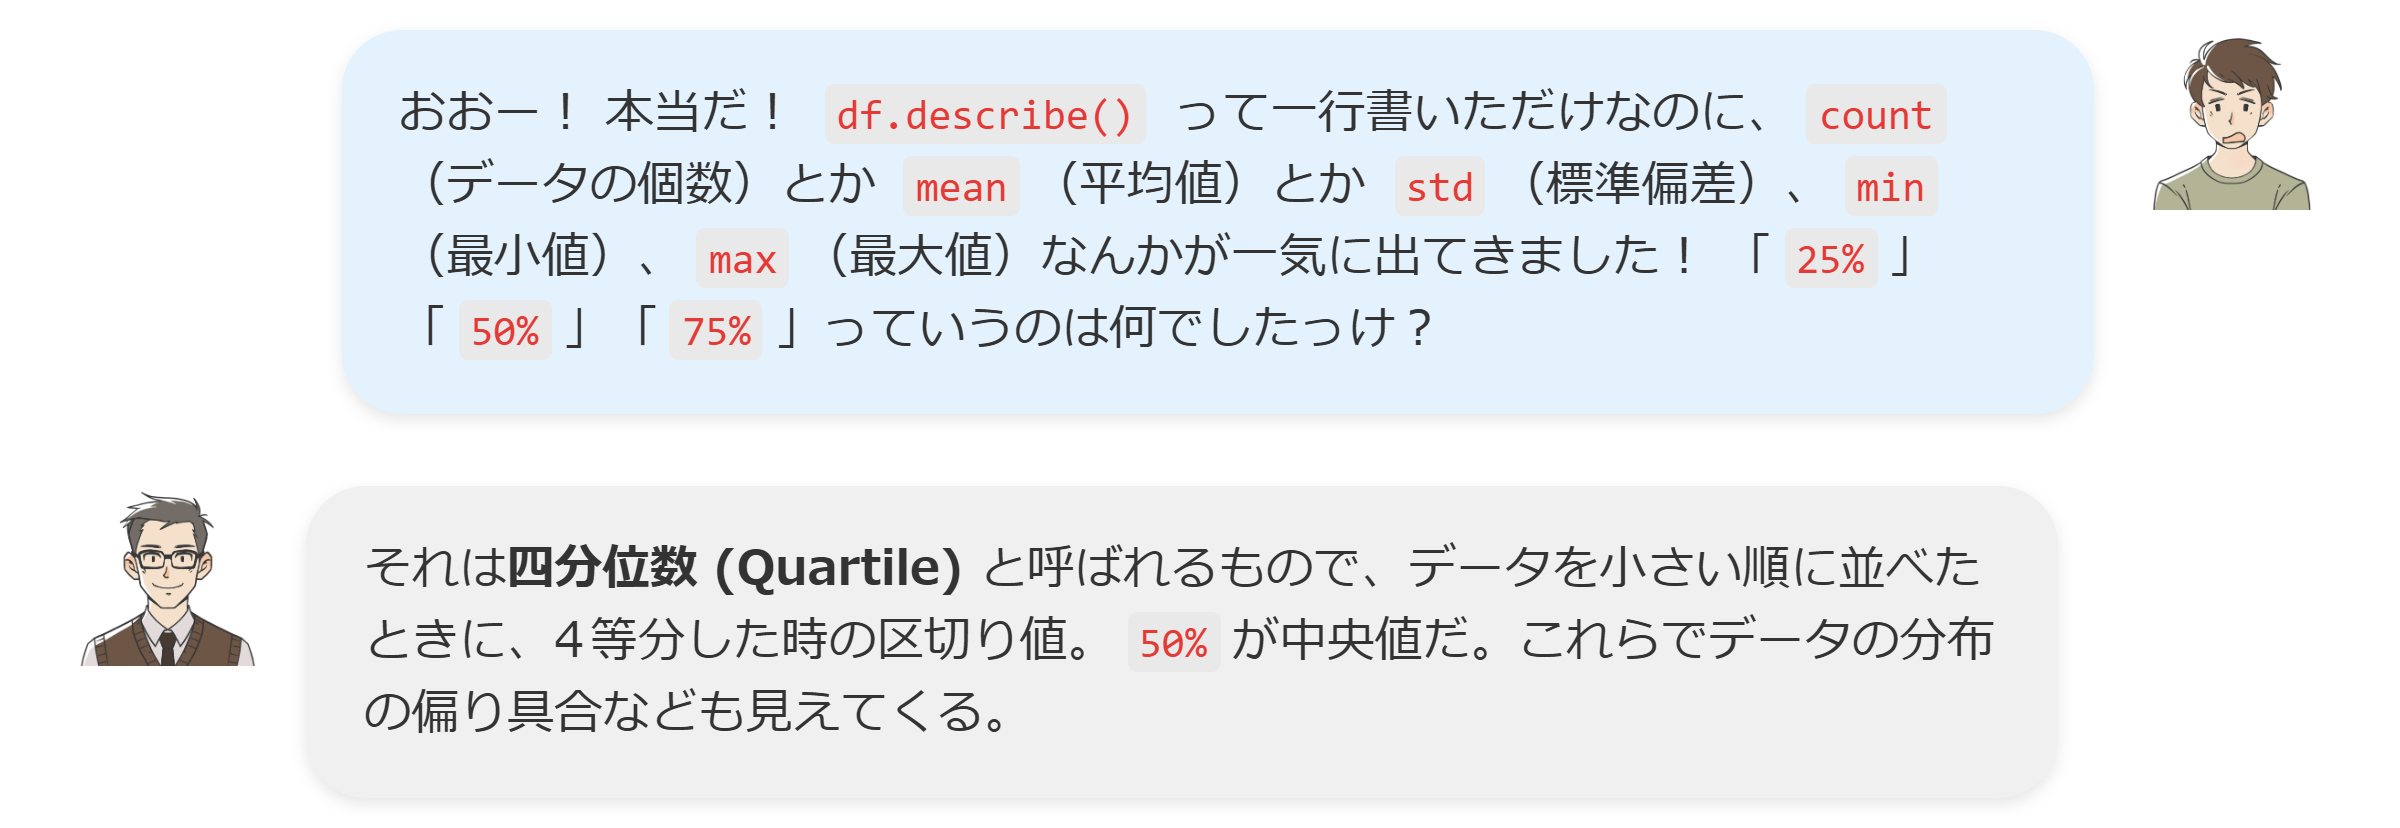 おおー！ 本当だ！ df.describe() って一行書いただけなのに、 count
（データの個数）とか mean （平均値）とか std （標準偏差）、 min
（最小値）、 max （最大値）なんかが一気に出てきました！ 「 25% 」
「 50% 」「 75% 」っていうのは何でしたっけ？
それは四分位数 (Quartile) と呼ばれるもので、データを小さい順に並べた
ときに、４等分した時の区切り値。 50% が中央値だ。これらでデータの分布
の偏り具合なども見えてくる。